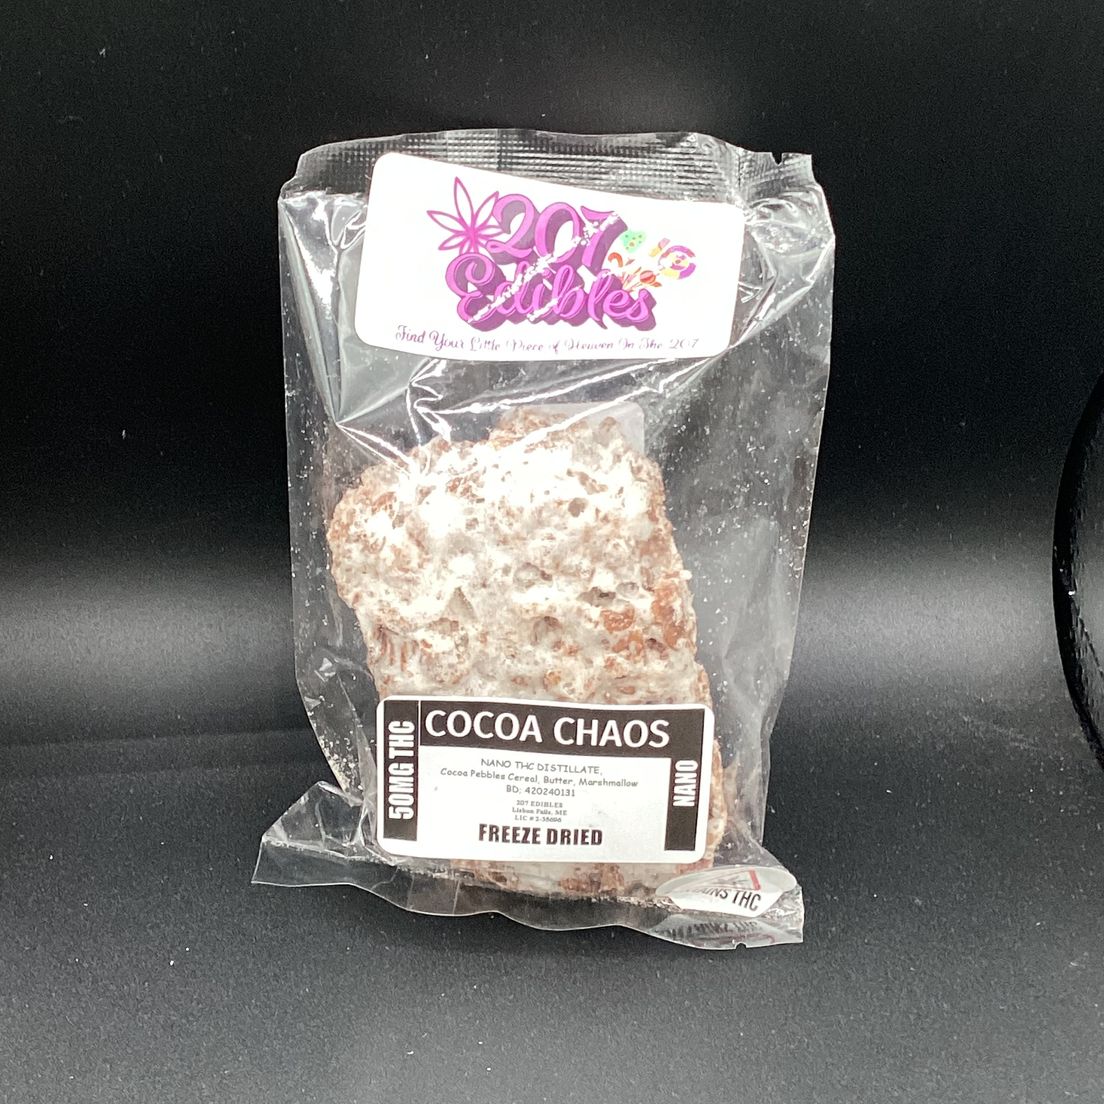 207
Edibles
Find Your Little Piece of Heaven In The 207
50MG THC
COCOA CHAOS
NANO THC DISTILLATE,
Cocoa Pebbles Cereal, Butter, Marshmallow
BD: 420240131
207 EDIBLES
Lisbon Falls, ME
FREEZE DRIED
NANO
THC